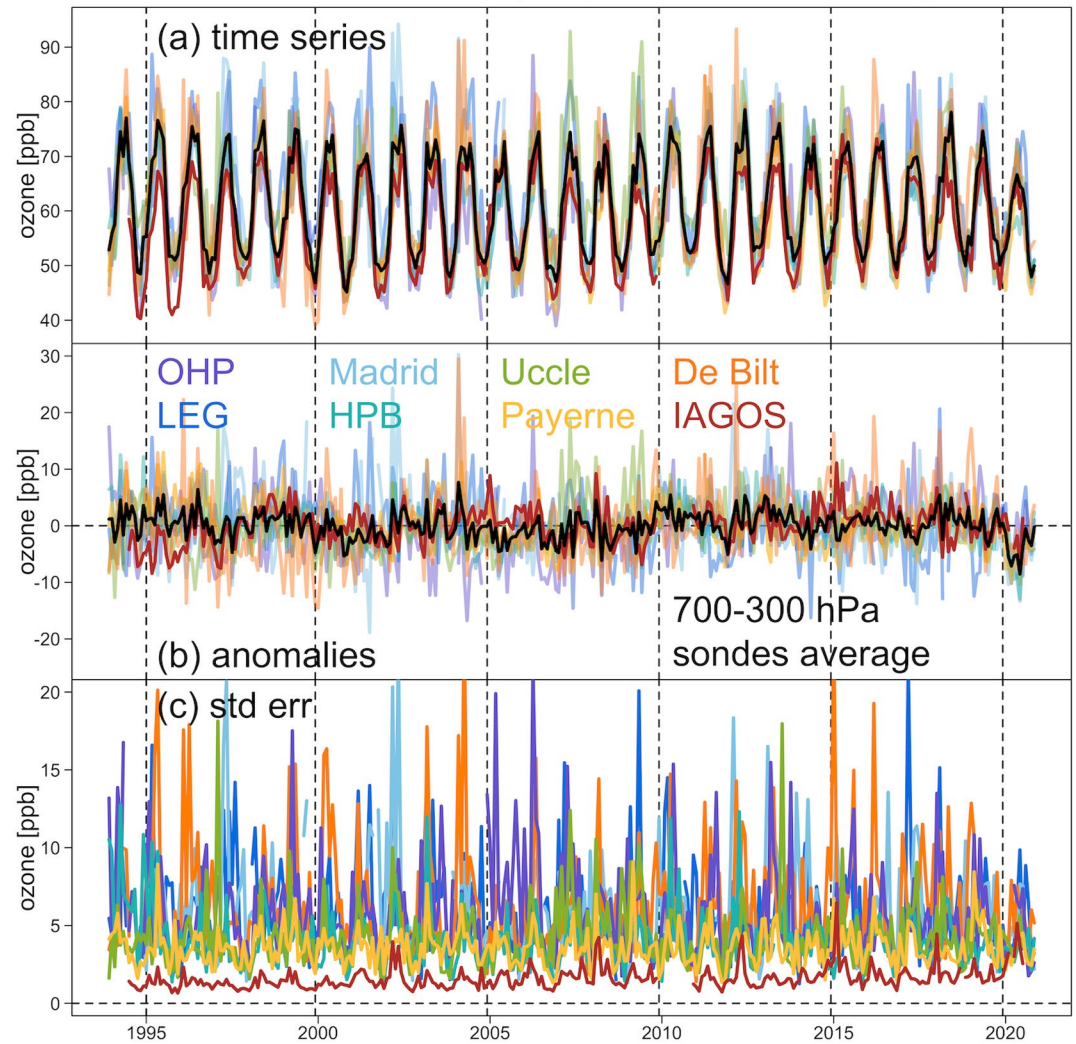 (a) time series
ozone [ppb]
90
80
70
60
50
40
OHP Madrid Uccle De Bilt
LEG HPB Payerne IAGOS
ozone [ppb]
30
20
10
0
-10
-20
700-300 hPa
sondes average
(b) anomalies
(c) std err
ozone [ppb]
20
15
10
5
0
1995 2000 2005 2010 2015 2020